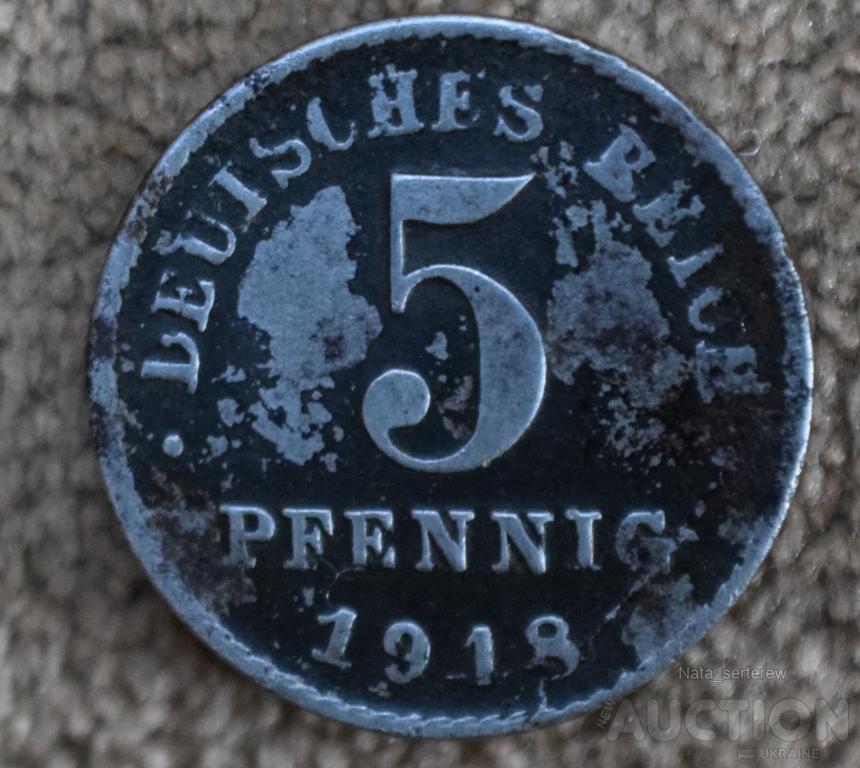 DEUTSCHES REICH
5
PFENNIG
1918
Nata_serterew
NEW AUCTION
UKRAINE